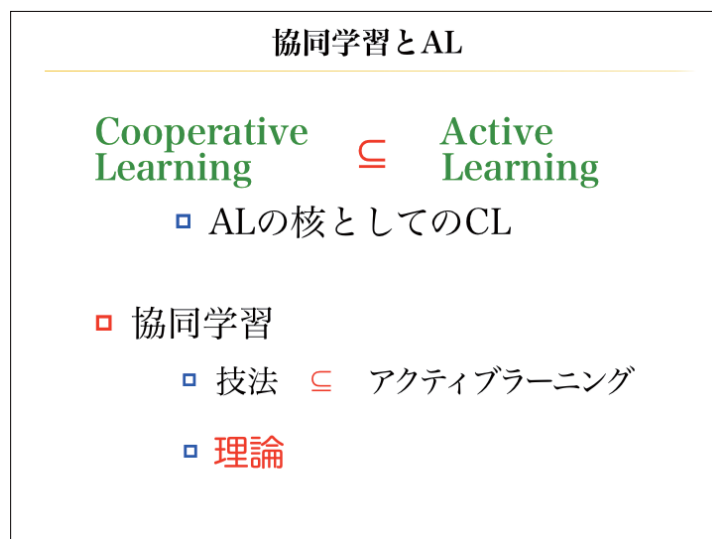 協同学習とAL
Cooperative Learning ⊆ Active Learning
ALの核としてのCL
協同学習
技法 ⊆ アクティブラーニング
理論